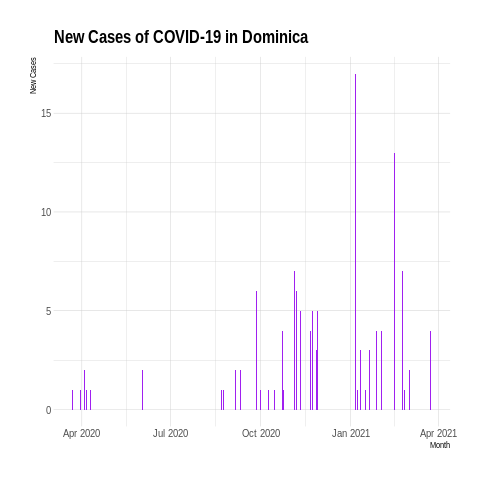 New Cases of COVID-19 in Dominica
New Cases
15
10
5
0
Apr 2020 Jul 2020 Oct 2020 Jan 2021 Apr 2021
Month